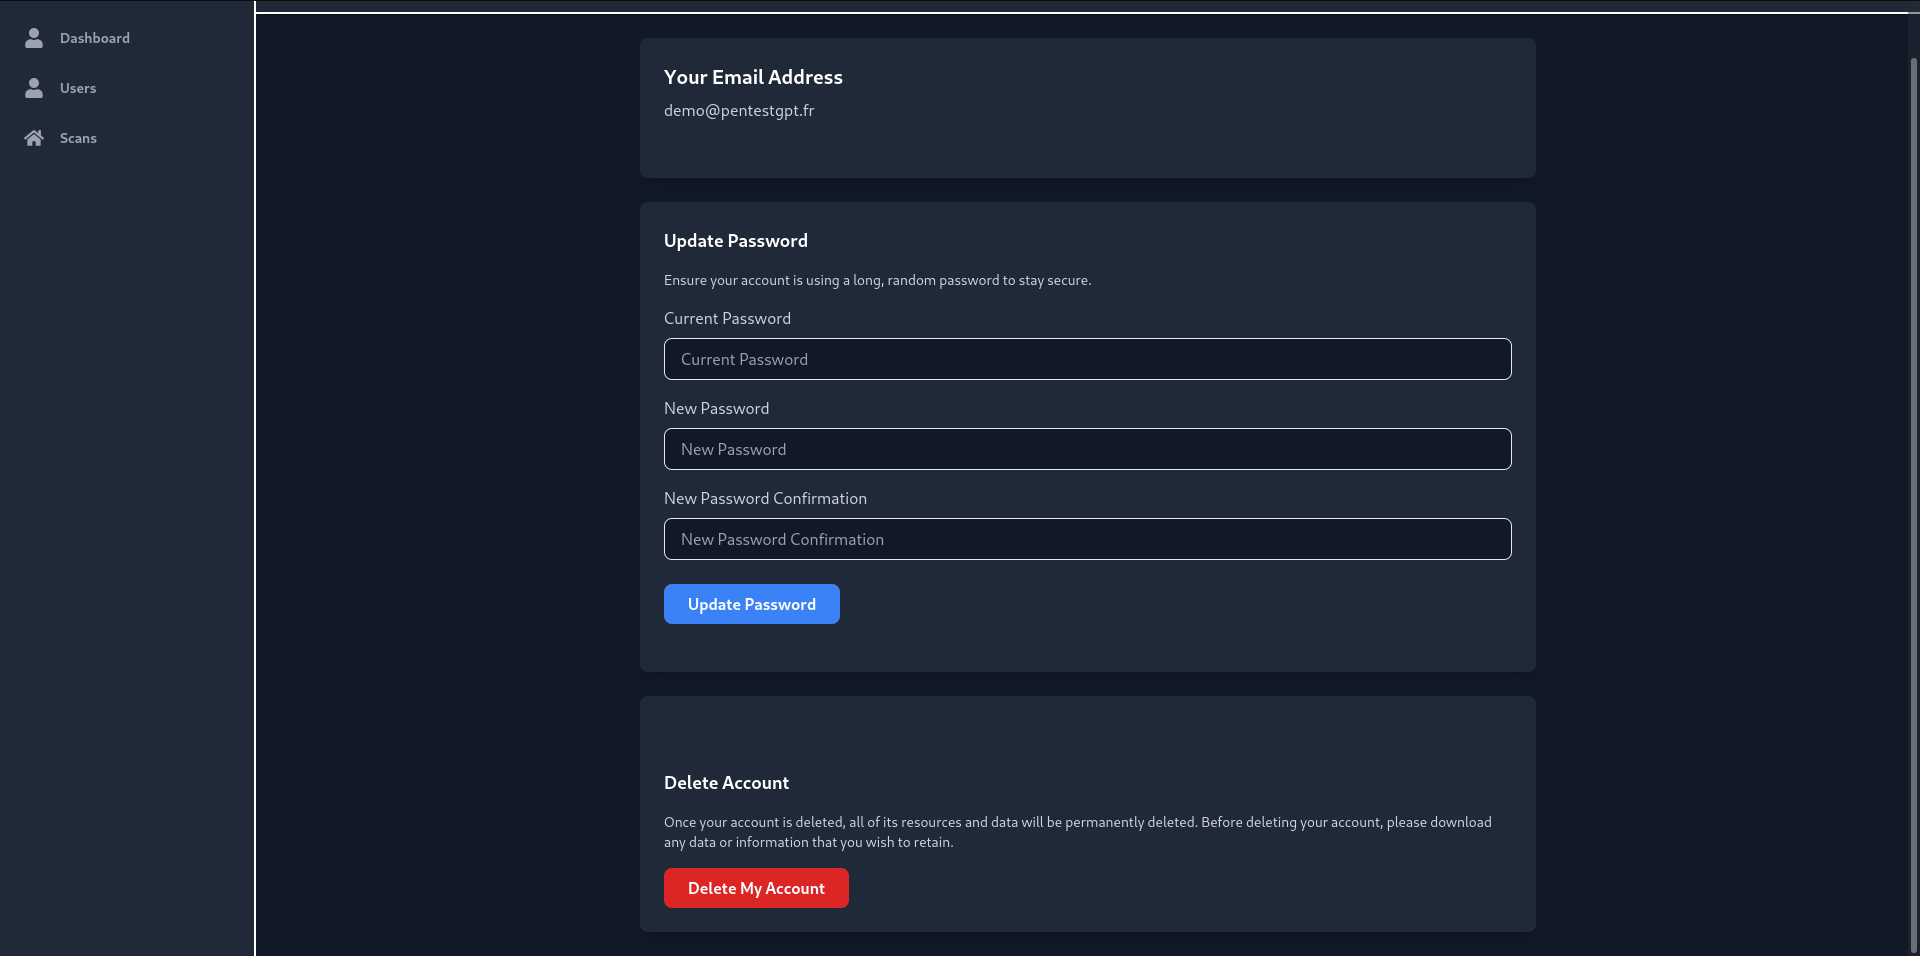 Dashboard
Users
Scans
Your Email Address
demo@pentestgpt.fr
Update Password
Ensure your account is using a long, random password to stay secure.
Current Password
Current Password
New Password
New Password
New Password Confirmation
New Password Confirmation
Update Password
Delete Account
Once your account is deleted, all of its resources and data will be permanently deleted. Before deleting your account, please download
any data or information that you wish to retain.
Delete My Account